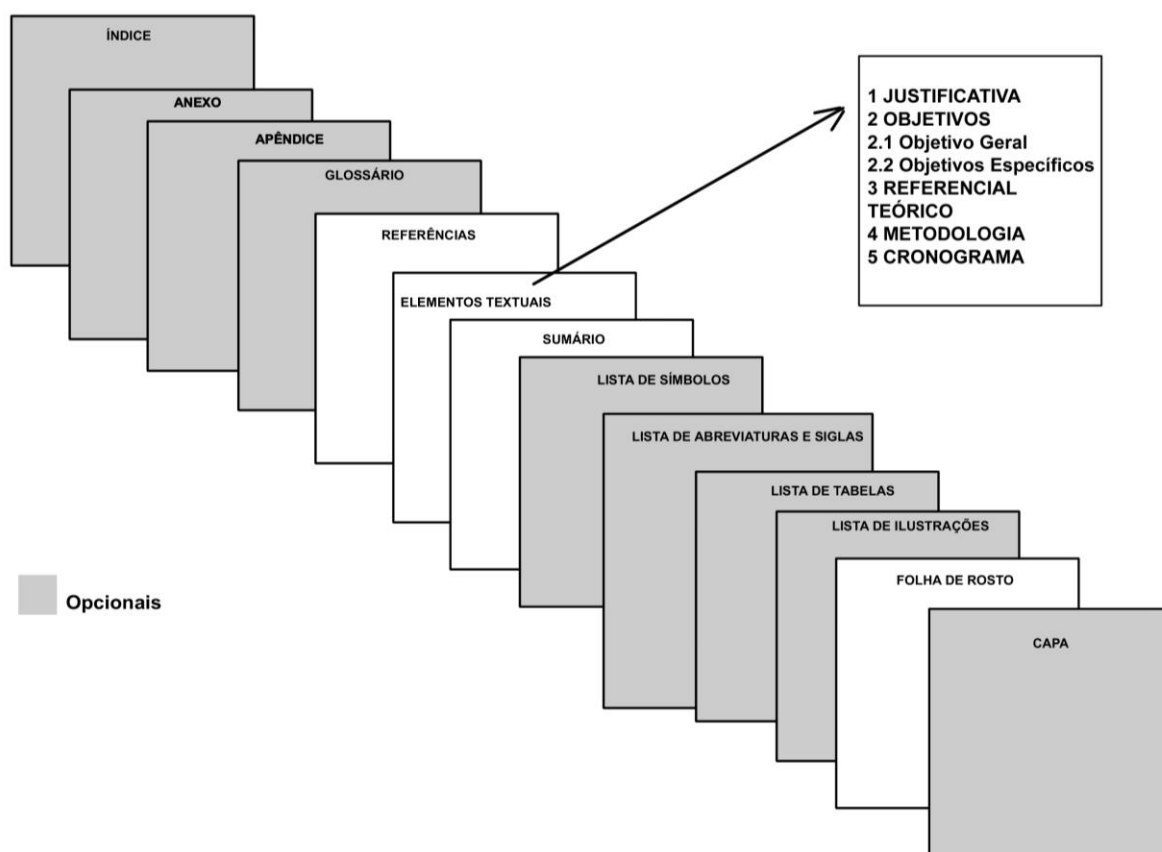 ÍNDICE
ANEXO
APÊNDICE
GLOSSÁRIO
REFERÊNCIAS
ELEMENTOS TEXTUAIS
SUMÁRIO
LISTA DE SÍMBOLOS
LISTA DE ABREVIATURAS E SIGLAS
LISTA DE TABELAS
LISTA DE ILUSTRAÇÕES
FOLHA DE ROSTO
CAPA
1 JUSTIFICATIVA
2 OBJETIVOS
2.1 Objetivo Geral
2.2 Objetivos Específicos
3 REFERENCIAL
TEÓRICO
4 METODOLOGIA
5 CRONOGRAMA
Opcionais